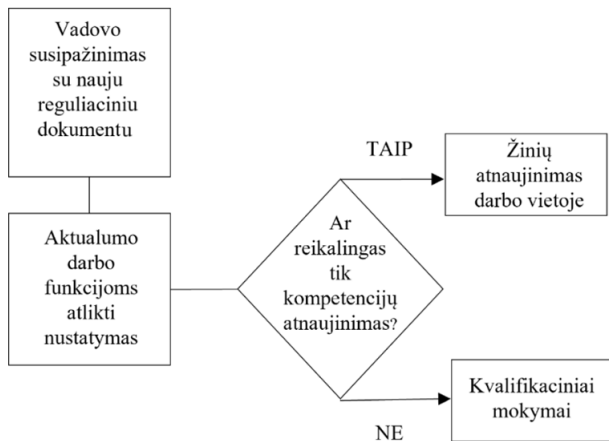 Vadovo
susipažinimas
su nauju
reguliaciniu
dokumentu
Aktualumo
darbo
funkcijoms
atlikti
nustatymas
Ar
reikalingas
tik
kompetencijų
atnaujinimas?
TAIP
Žinių
atnaujinimas
darbo vietoje
NE
Kvalifikaciniai
mokymai